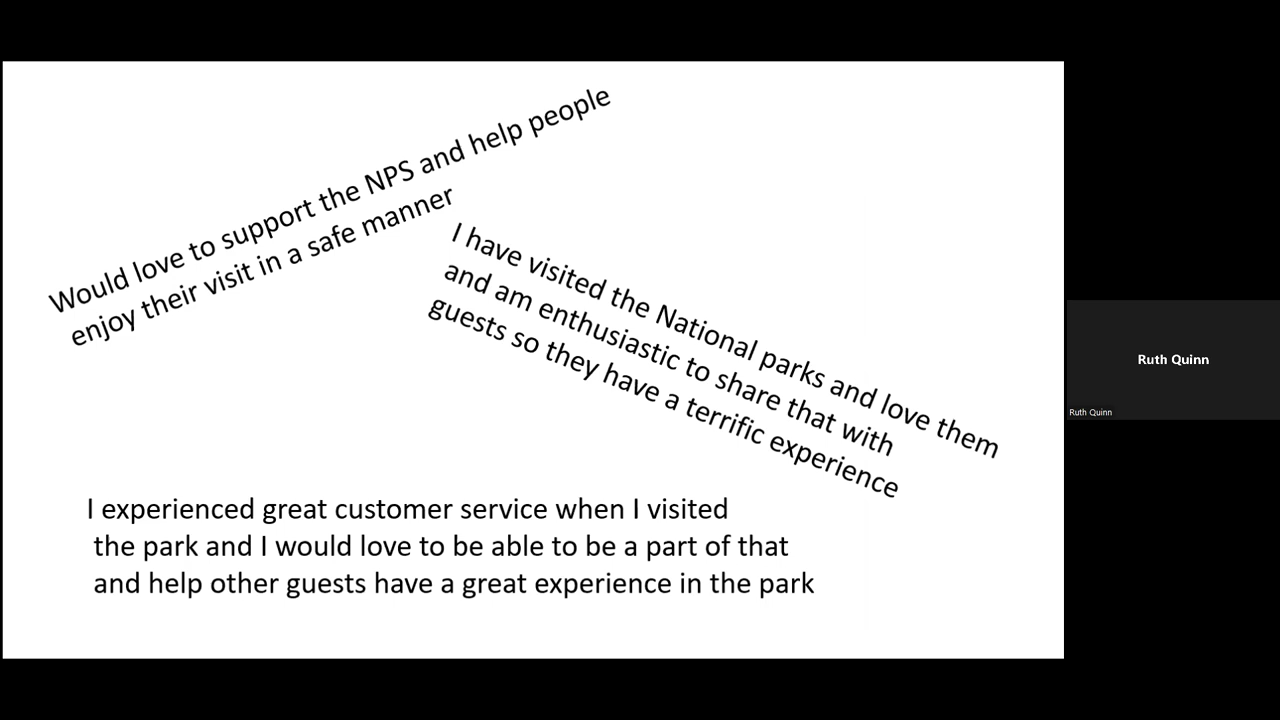 Would love to support the NPS and help people
enjoy their visit in a safe manner
I have visited the National parks and love them
and am enthusiastic to share that with
guests so they have a terrific experience
I experienced great customer service when I visited
the park and I would love to be able to be a part of that
and help other guests have a great experience in the park
Ruth Quinn
Ruth Quinn